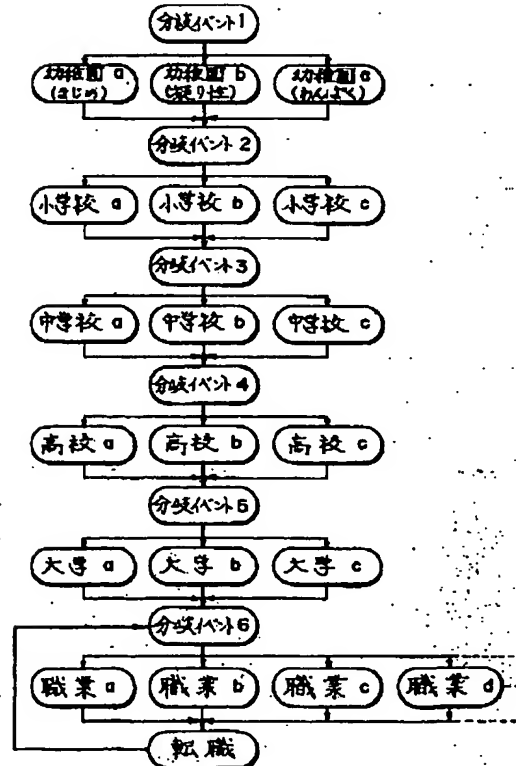 分岐イベント1
幼稚園 a
(まじめ)
幼稚園 b
(凝り性)
幼稚園 c
(わんぱく)
分岐イベント2
小学校 a
小学校 b
小学校 c
分岐イベント3
中学校 a
中学校 b
中学校 c
分岐イベント4
高校 a
高校 b
高校 c
分岐イベント5
大学 a
大学 b
大学 c
分岐イベント6
職業 a
職業 b
職業 c
職業 d
転職